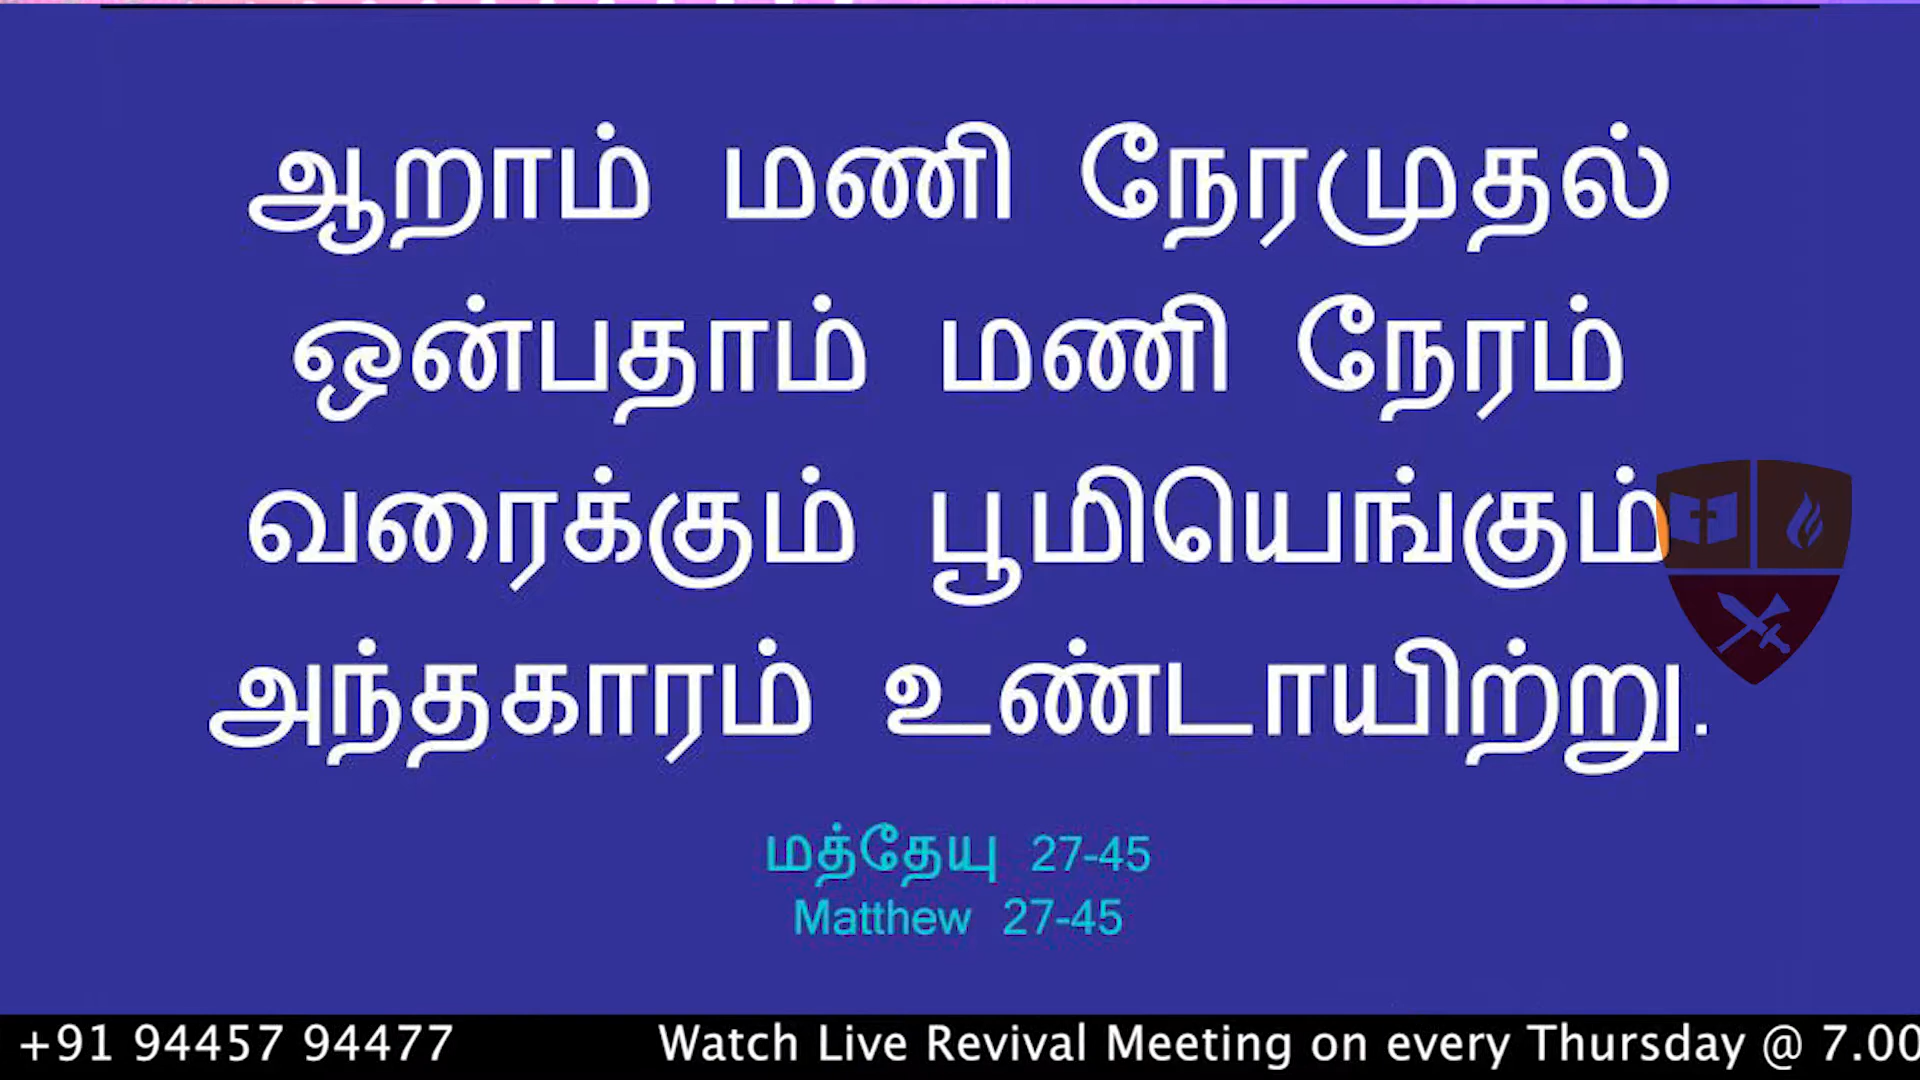 ஆறாம் மணி நேரமுதல்
ஒன்பதாம் மணி நேரம்
வரைக்கும் பூமியெங்கும்
அந்தகாரம் உண்டாயிற்று.
மத்தேயு 27-45
Matthew 27-45
+91 94457 94477 Watch Live Revival Meeting on every Thursday @ 7.00